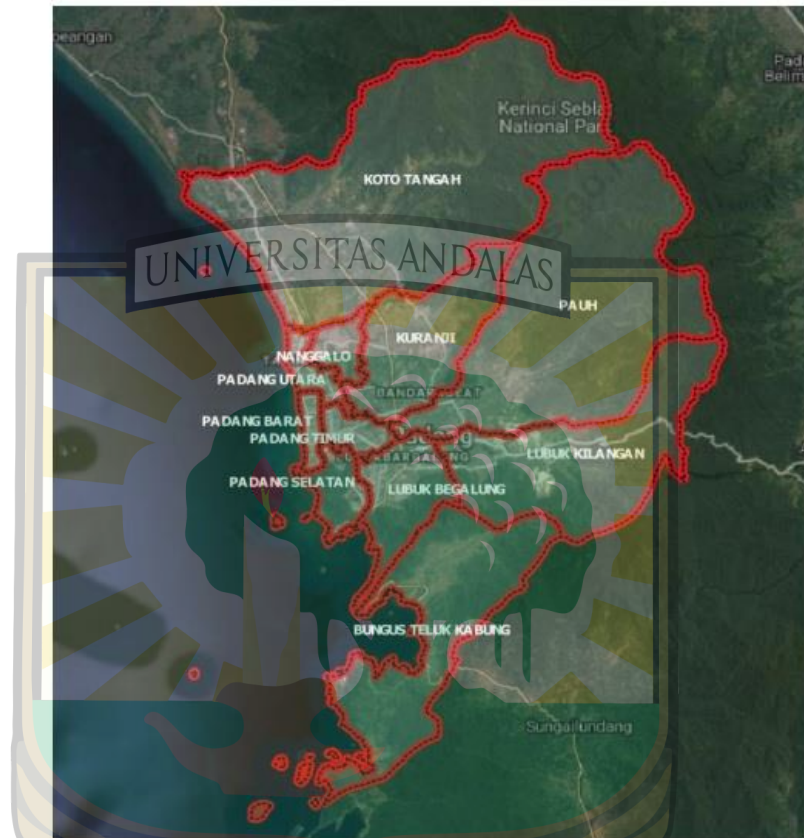 Kerinci Sebla
National Par
KOTO TANGAH
UNIVERSITAS ANDALAS
PAUH
KURANJI
NANGGALO
PADANG UTARA
PADANG BARAT
PADANG TIMUR
Padang
LUBUK KILANGAN
PADANG SELATAN
LUBUK BEGALUNG
BUNGUS TELUK KABUNG
Sungailundang